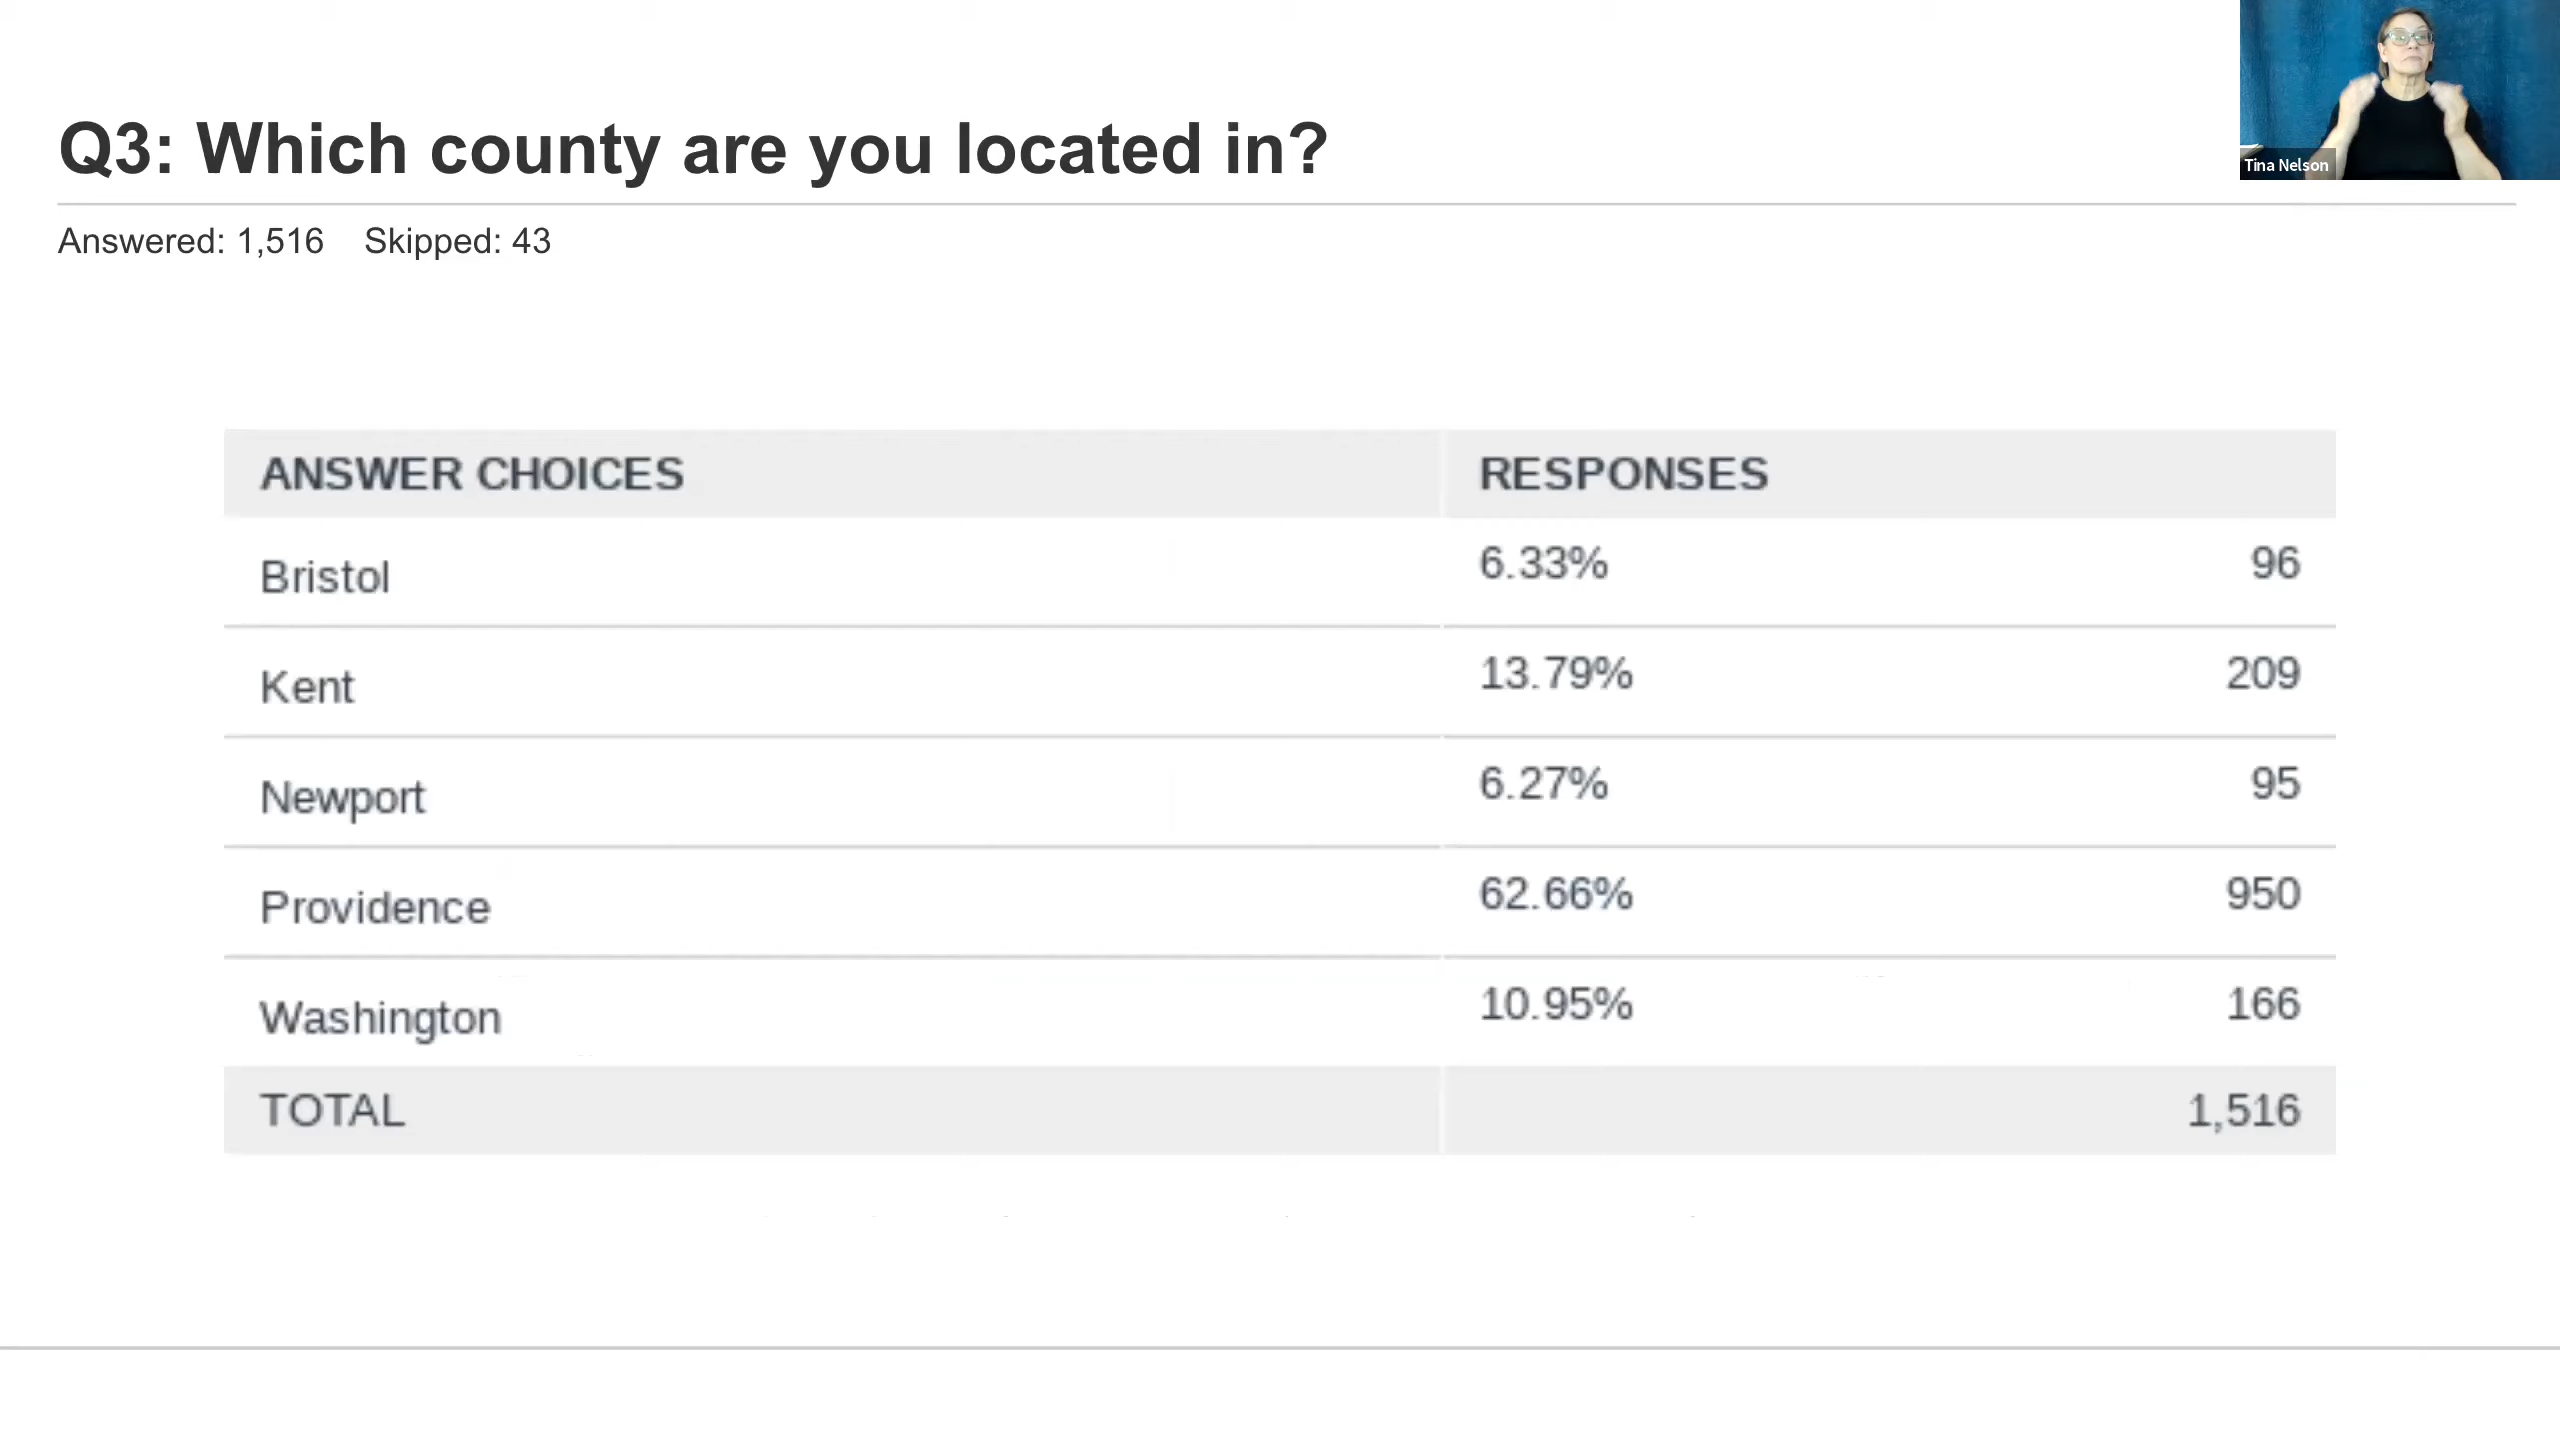 Q3: Which county are you located in?
Tina Nelson
Answered: 1,516 Skipped: 43
ANSWER CHOICES RESPONSES
Bristol 6.33% 96
Kent 13.79% 209
Newport 6.27% 95
Providence 62.66% 950
Washington 10.95% 166
TOTAL 1,516